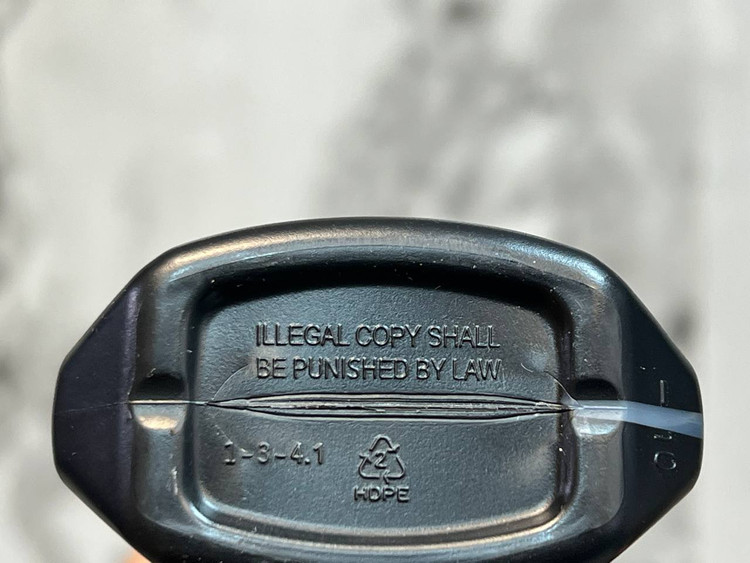 ILLEGAL COPY SHALL
BE PUNISHED BY LAW
1-3-4.1
2
HDPE